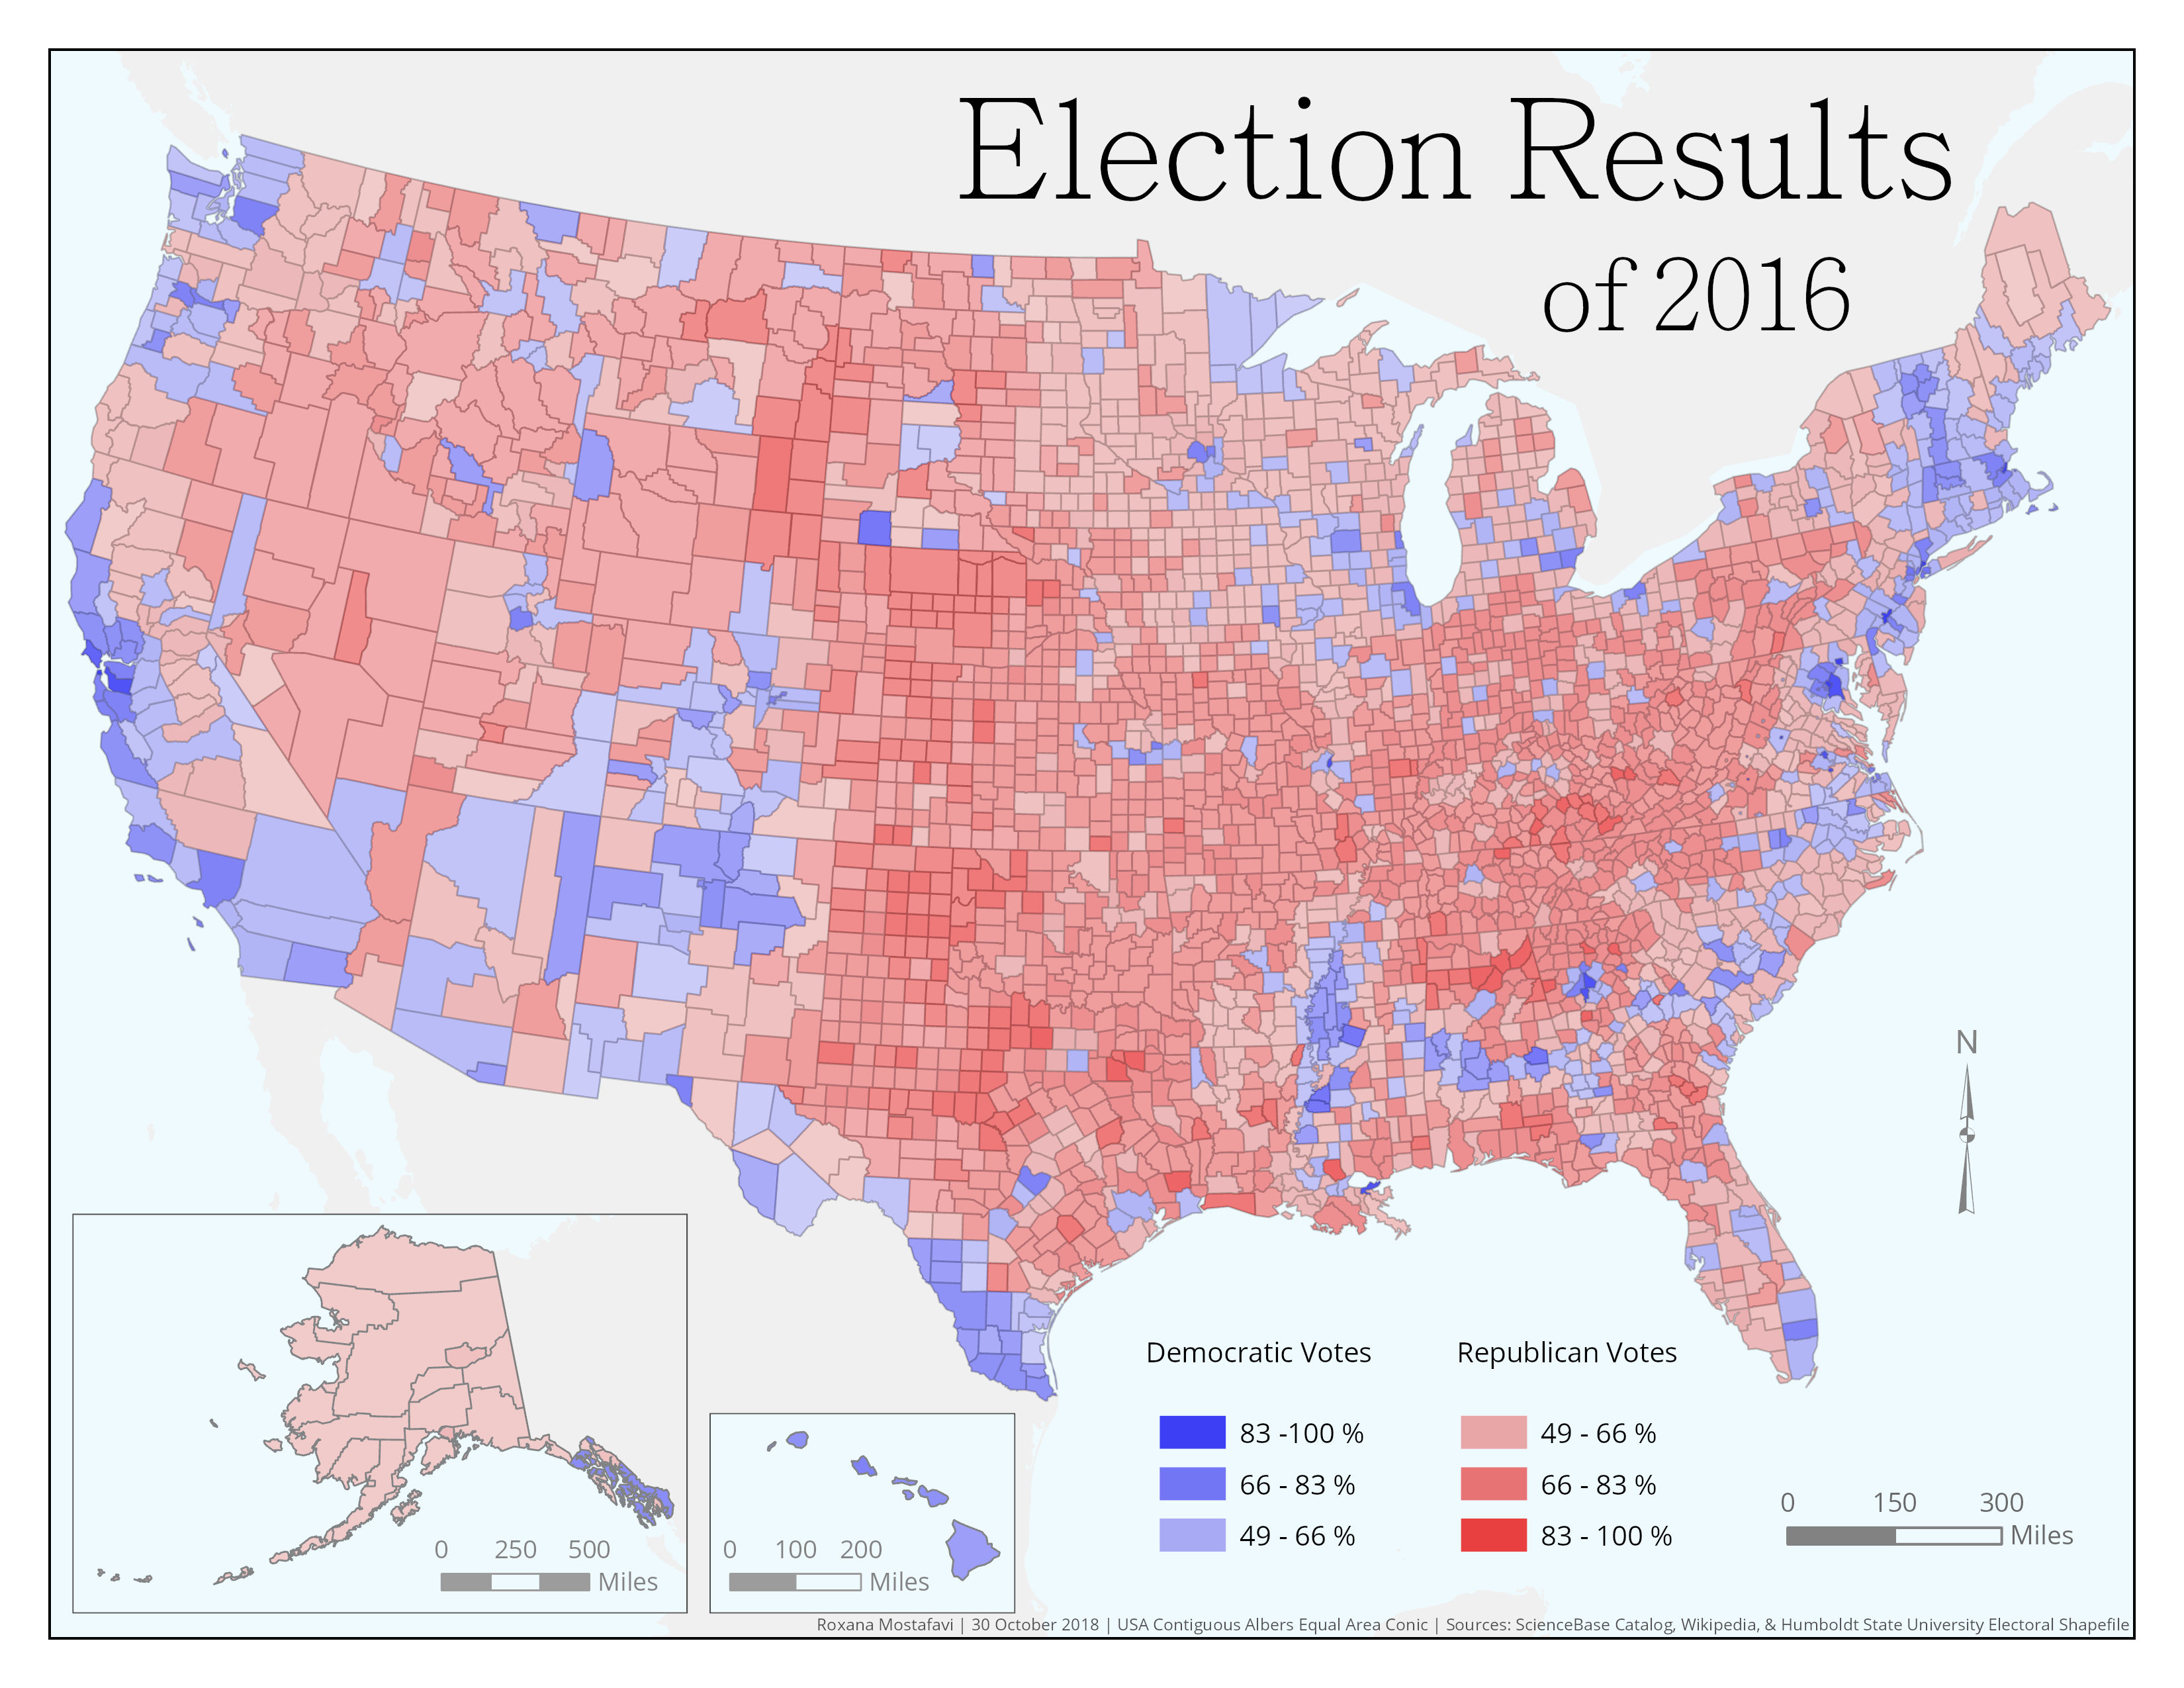 Election Results
of 2016
N
Democratic Votes
83 -100 %
66 - 83 %
49 - 66 %
Republican Votes
49 - 66 %
66 - 83 %
83 - 100 %
0 150 300
Miles
0 250 500
Miles
0 100 200
Miles
Roxana Mostafavi | 30 October 2018 | USA Contiguous Albers Equal Area Conic | Sources: ScienceBase Catalog, Wikipedia, & Humboldt State University Electoral Shapefile